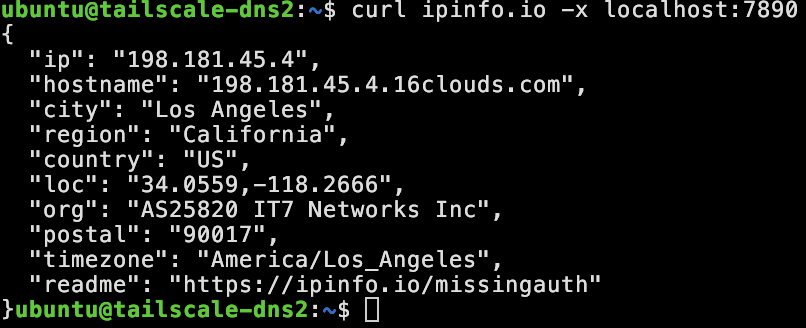 ubuntu@tailscale-dns2:~$ curl ipinfo.io -x localhost:7890
{
  "ip": "198.181.45.4",
  "hostname": "198.181.45.4.16clouds.com",
  "city": "Los Angeles",
  "region": "California",
  "country": "US",
  "loc": "34.0559,-118.2666",
  "org": "AS25820 IT7 Networks Inc",
  "postal": "90017",
  "timezone": "America/Los_Angeles",
  "readme": "https://ipinfo.io/missingauth"
}ubuntu@tailscale-dns2:~$